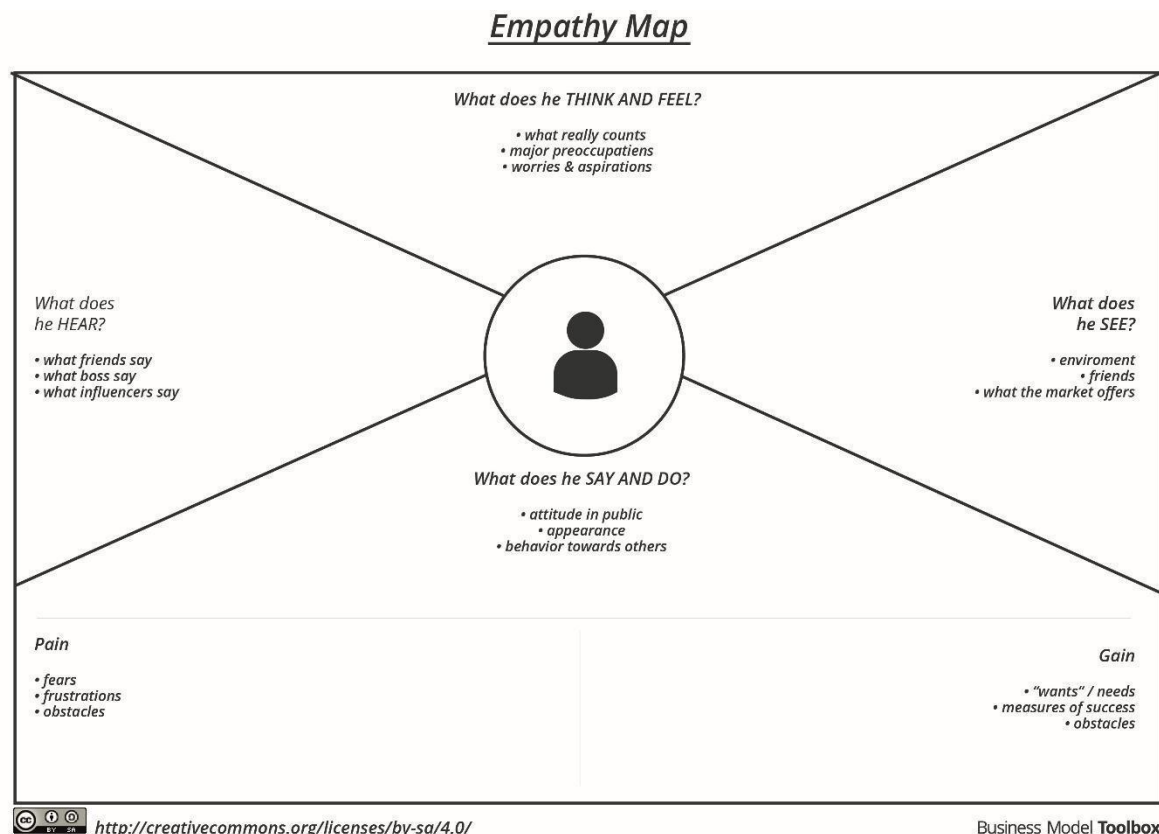 Empathy Map
What does he THINK AND FEEL?
• what really counts
• major preoccupatiens
• worries & aspirations
What does
he HEAR?
• what friends say
• what boss say
• what influencers say
What does
he SEE?
• enviroment
• friends
• what the market offers
What does he SAY AND DO?
• attitude in public
• appearance
• behavior towards others
Pain
• fears
• frustrations
• obstacles
Gain
• “wants” / needs
• measures of success
• obstacles
cc BY SA
http://creativecommons.org/licenses/by-sa/4.0/
Business Model Toolbox